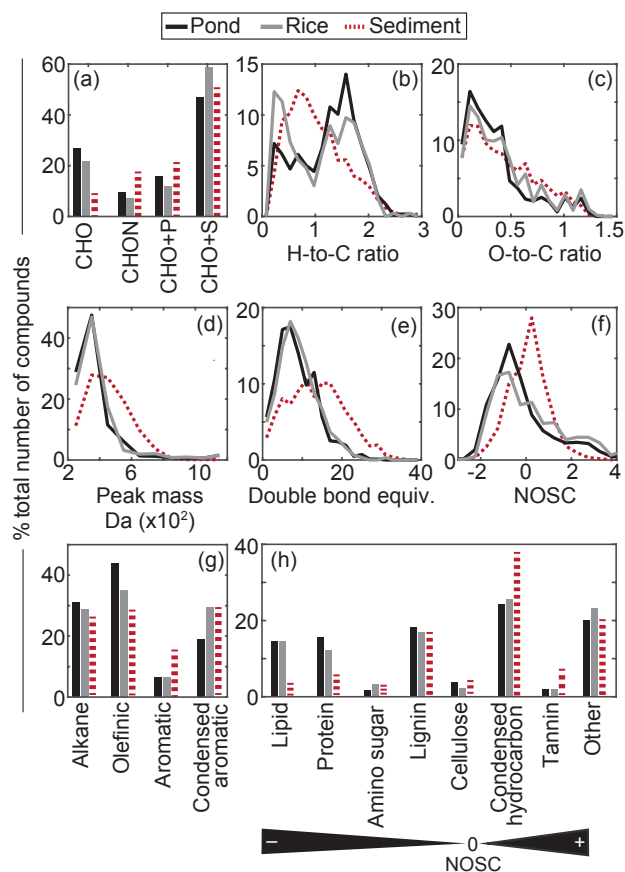 Pond Rice Sediment
% total number of compounds
(a)
60
40
20
0
CHO
CHON
CHO+P
CHO+S
(b)
15
10
5
0
0 1 2 3
H-to-C ratio
(c)
20
15
10
5
0
0 0.5 1.0 1.5
O-to-C ratio
(d)
40
20
0
2 6 10
Peak mass
Da (x10²)
(e)
20
10
0
0 20 40
Double bond equiv.
(f)
30
20
10
0
-2 0 2 4
NOSC
(g)
40
20
0
Alkane
Olefinic
Aromatic
Condensed
aromatic
(h)
40
20
0
Lipid
Protein
Amino sugar
Lignin
Cellulose
Condensed
hydrocarbon
Tannin
Other
− 0 +
NOSC